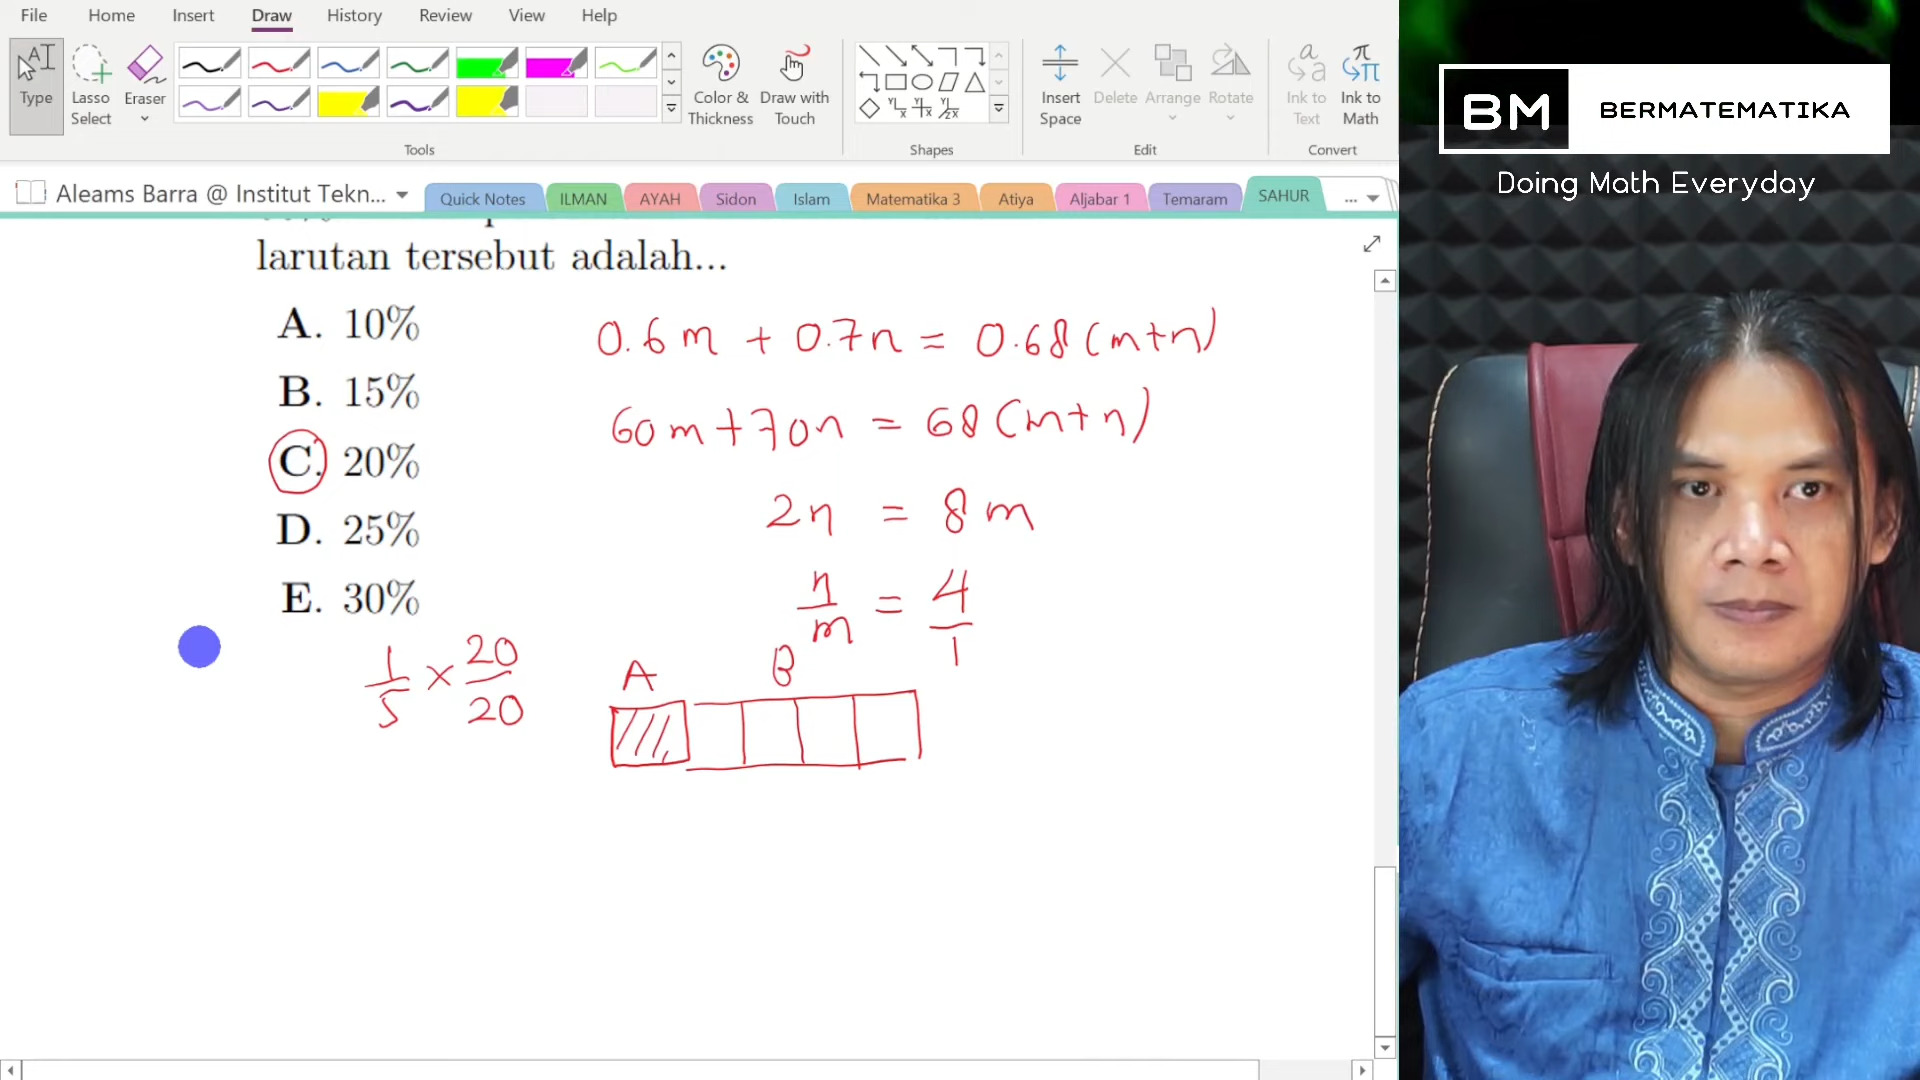 File Home Insert Draw History Review View Help
Type
Lasso Select
Eraser
Color & Thickness
Draw with Touch
Insert Space
Delete
Arrange
Rotate
Ink to Text
Ink to Math
Tools
Shapes
Edit
Convert
Aleams Barra @ Institut Tekn...
Quick Notes ILMAN AYAH Sidon Islam Matematika 3 Atiya Aljabar 1 Temaram SAHUR ...
BM BERMATEMATIKA
Doing Math Everyday
larutan tersebut adalah...
A. 10%
B. 15%
C. 20%
D. 25%
E. 30%
0.6m + 0.7n = 0.68(m+n)
60m+70n = 68(m+n)
2n = 8m
n/m = 4/1
1/5 × 20/20
A B